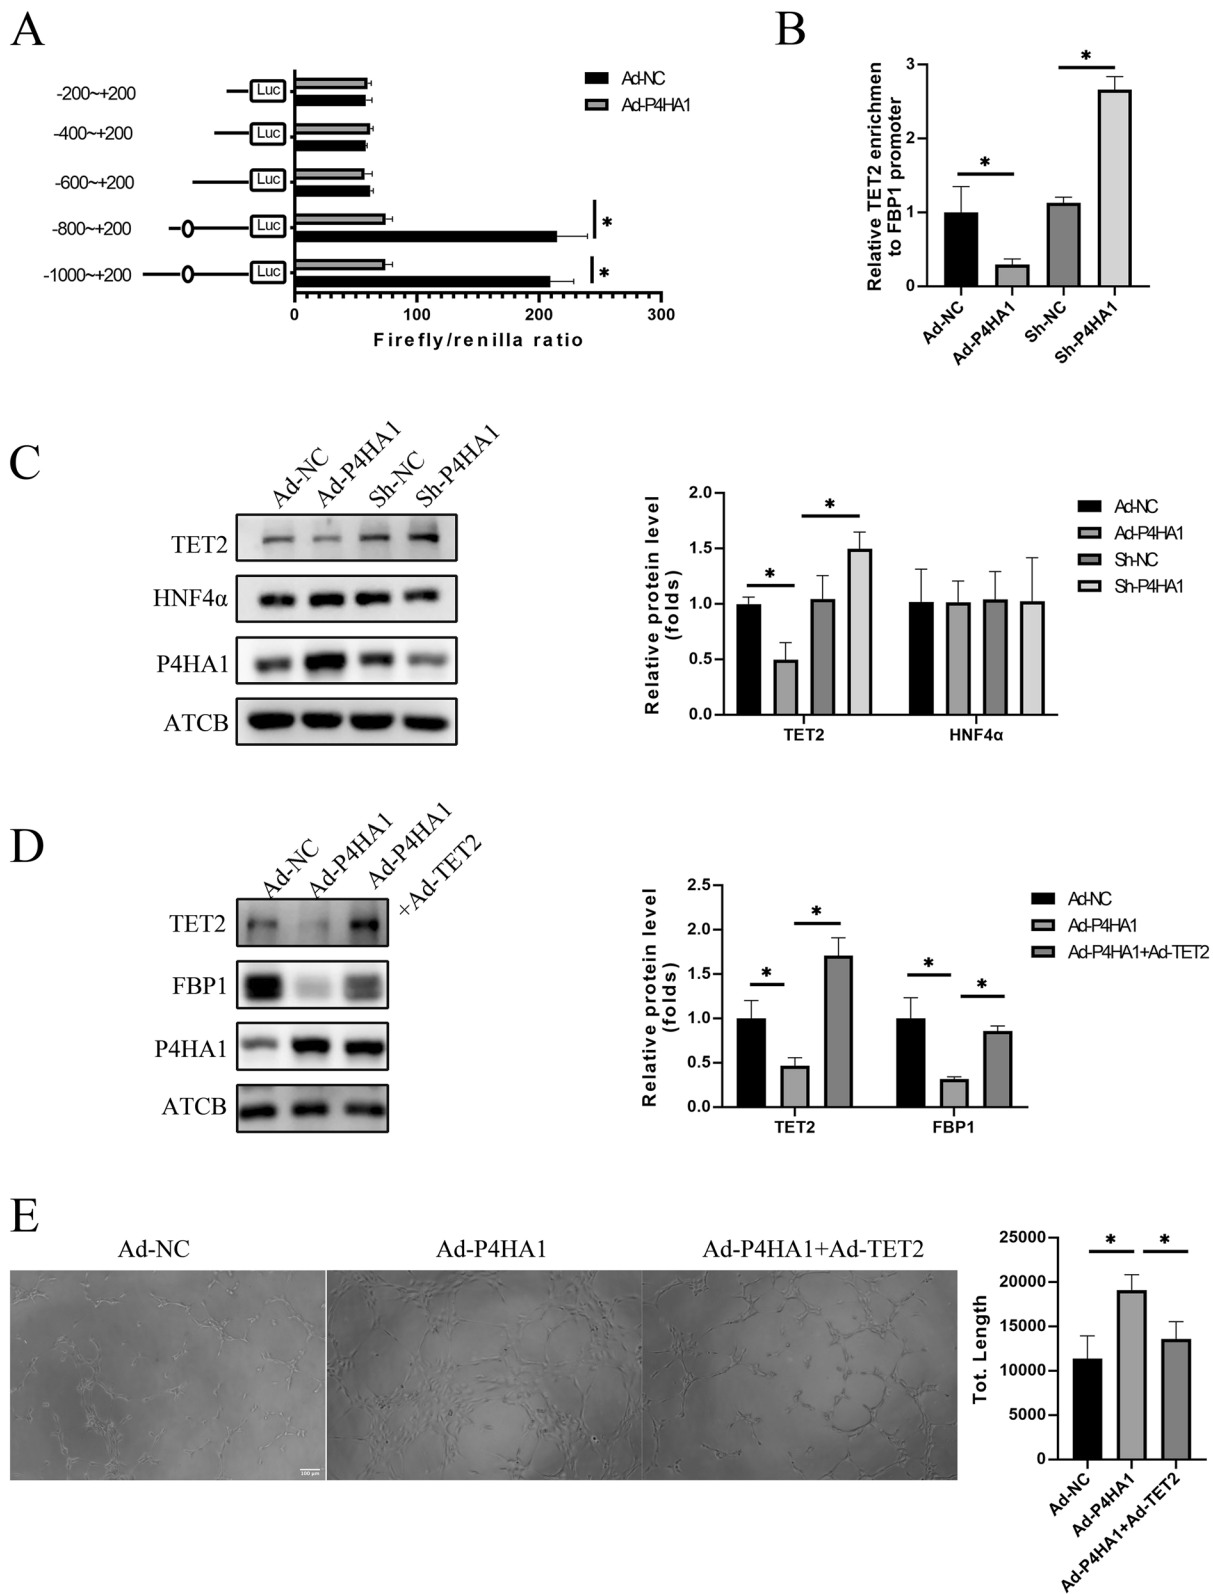 A
-200~+200
Luc
-400~+200
Luc
-600~+200
Luc
-800~+200
Luc
-1000~+200
Luc
*
*
0
100
200
300
Firefly/renilla ratio
Ad-NC
Ad-P4HA1
B
Relative TET2 enrichmen
to FBP1 promoter
3
2
1
0
*
*
Ad-NC
Ad-P4HA1
Sh-NC
Sh-P4HA1
C
Ad-NC
Ad-P4HA1
Sh-NC
Sh-P4HA1
TET2
HNF4α
P4HA1
ATCB
Relative protein level
(folds)
2.0
1.5
1.0
0.5
0.0
*
*
TET2
HNF4α
Ad-NC
Ad-P4HA1
Sh-NC
Sh-P4HA1
D
Ad-NC
Ad-P4HA1
Ad-P4HA1
+Ad-TET2
TET2
FBP1
P4HA1
ATCB
Relative protein level
(folds)
2.5
2.0
1.5
1.0
0.5
0.0
*
*
*
*
TET2
FBP1
Ad-NC
Ad-P4HA1
Ad-P4HA1+Ad-TET2
E
Ad-NC
Ad-P4HA1
Ad-P4HA1+Ad-TET2
100 μm
Tot. Length
25000
20000
15000
10000
5000
0
*
*
Ad-NC
Ad-P4HA1
Ad-P4HA1+Ad-TET2